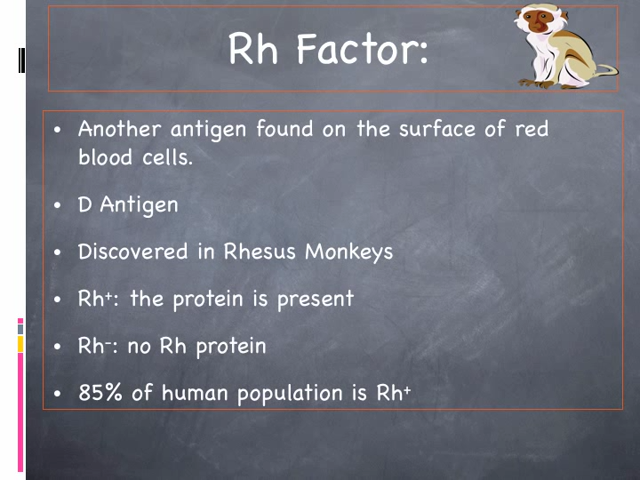 Rh Factor:
• Another antigen found on the surface of red
blood cells.
• D Antigen
• Discovered in Rhesus Monkeys
• Rh⁺: the protein is present
• Rh⁻: no Rh protein
• 85% of human population is Rh⁺